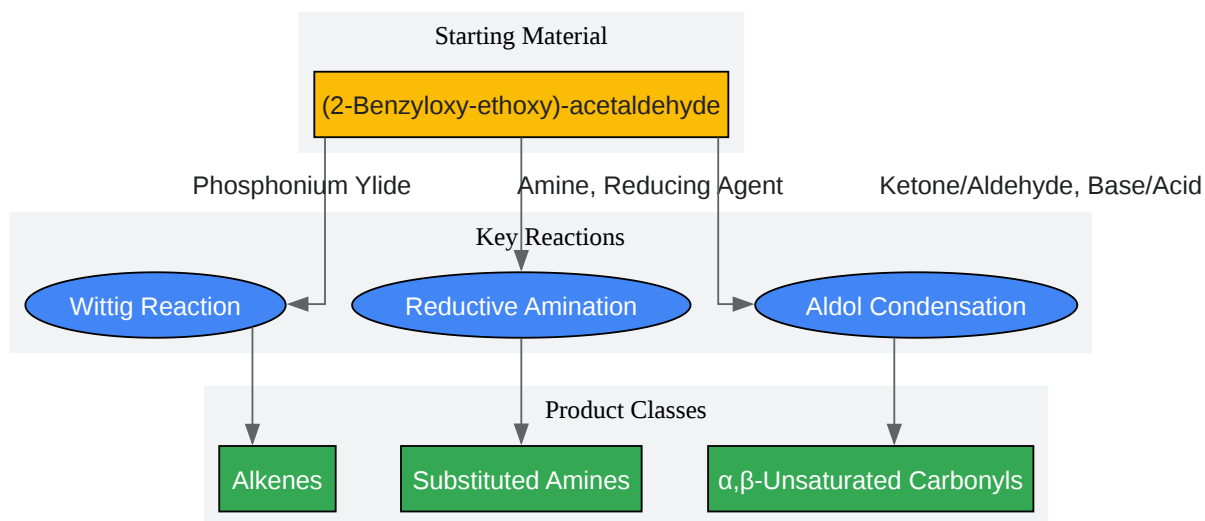 Starting Material
(2-Benzyloxy-ethoxy)-acetaldehyde
Phosphonium Ylide
Amine, Reducing Agent
Ketone/Aldehyde, Base/Acid
Key Reactions
Wittig Reaction
Reductive Amination
Aldol Condensation
Product Classes
Alkenes
Substituted Amines
α,β-Unsaturated Carbonyls